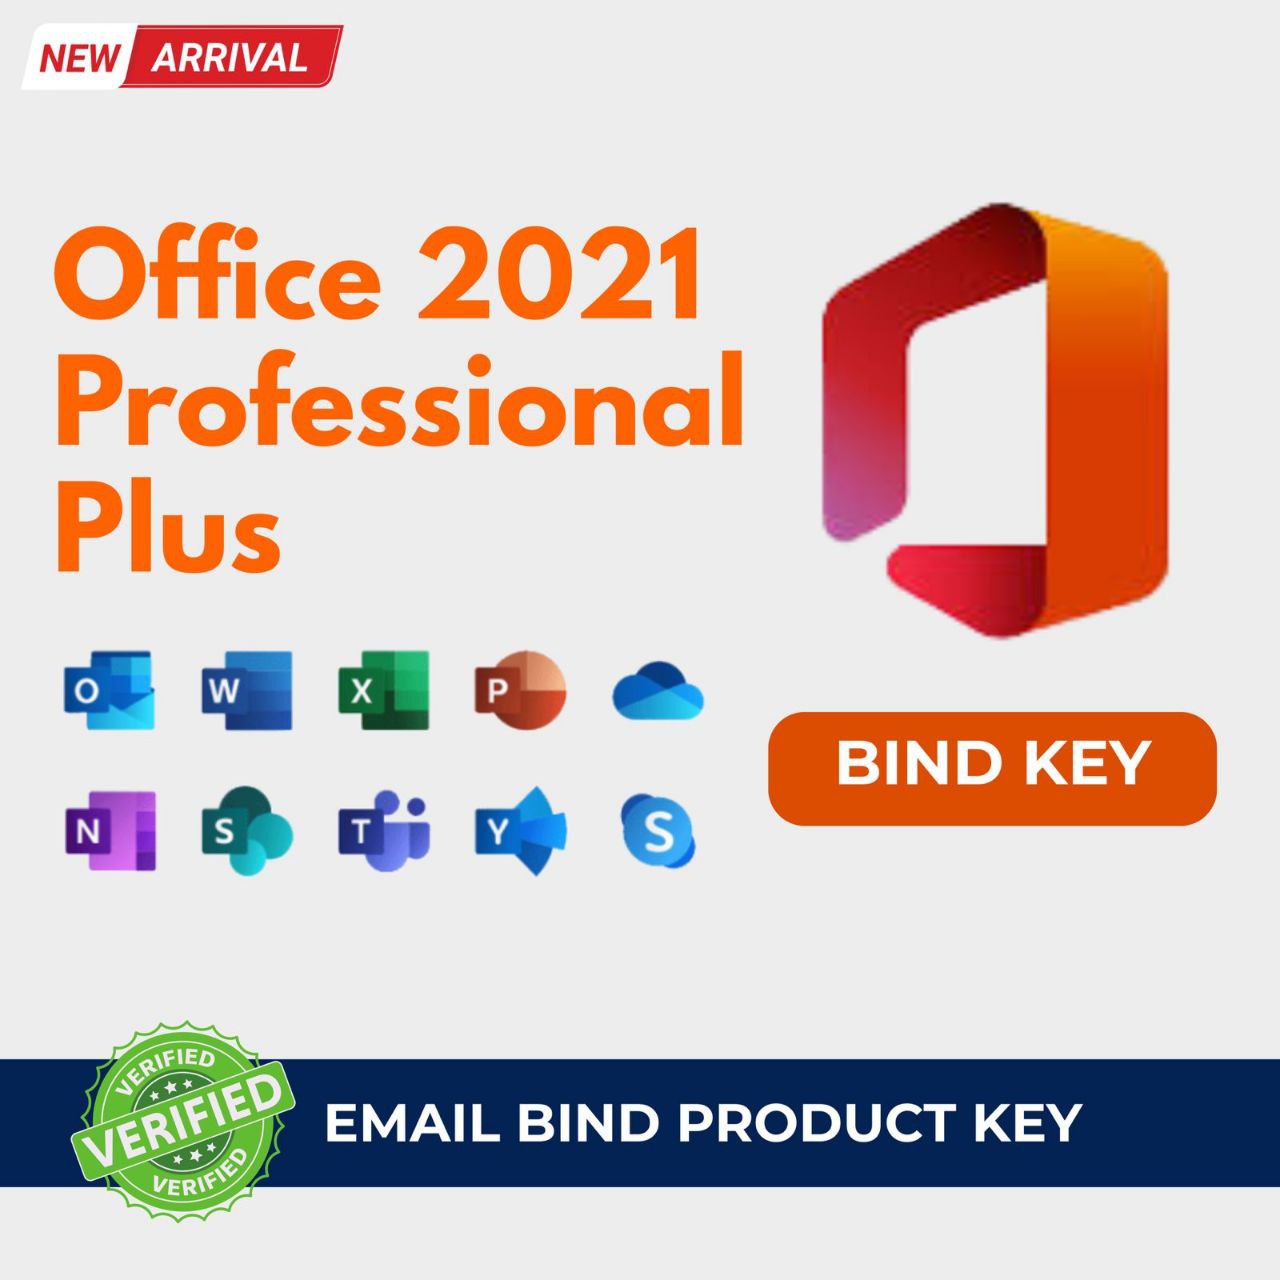 NEW ARRIVAL
Office 2021
Professional
Plus
O W X P
N S T Y S
BIND KEY
VERIFIED
VERIFIED
VERIFIED
EMAIL BIND PRODUCT KEY